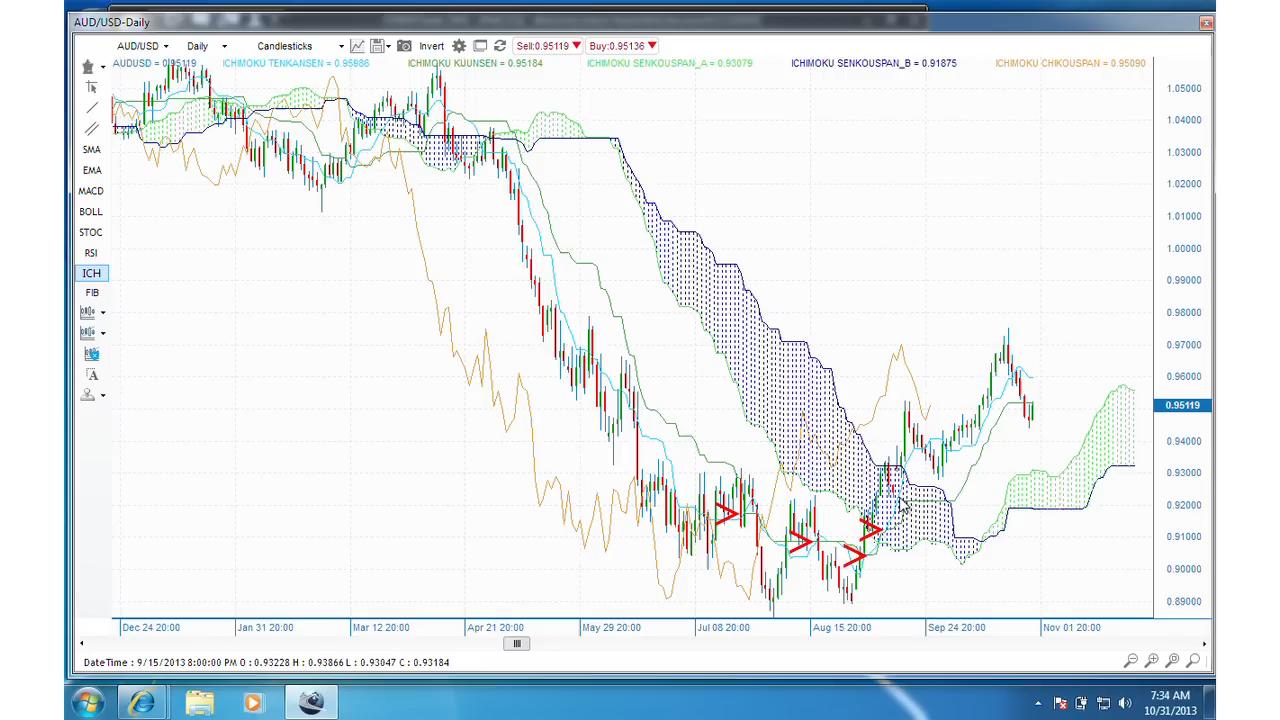 AUD/USD-Daily
AUD/USD Daily Candlesticks Invert Sell:0.95119 Buy:0.95136
AUDUSD = 0.95119 ICHIMOKU TENKANSEN = 0.95986 ICHIMOKU KIJUNSEN = 0.95184 ICHIMOKU SENKOUSPAN_A = 0.93079 ICHIMOKU SENKOUSPAN_B = 0.91875 ICHIMOKU CHIKOUSPAN = 0.95090
SMA
EMA
MACD
BOLL
STOC
RSI
ICH
FIB
A
1.05000
1.04000
1.03000
1.02000
1.01000
1.00000
0.99000
0.98000
0.97000
0.96000
0.95119
0.94000
0.93000
0.92000
0.91000
0.90000
0.89000
Dec 24 20:00 Jan 31 20:00 Mar 12 20:00 Apr 21 20:00 May 29 20:00 Jul 08 20:00 Aug 15 20:00 Sep 24 20:00 Nov 01 20:00
DateTime : 9/15/2013 8:00:00 PM O : 0.93228 H : 0.93866 L : 0.93047 C : 0.93184
7:34 AM
10/31/2013